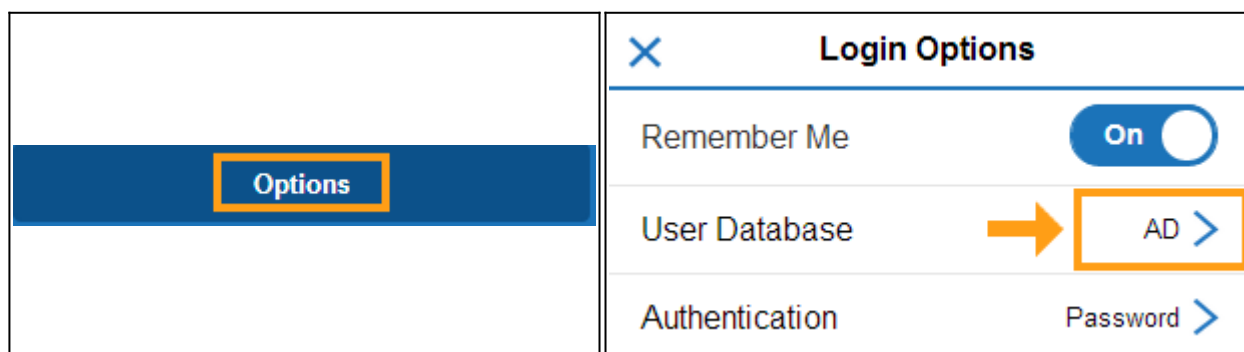 Options
Login Options
Remember Me On
User Database AD
Authentication Password